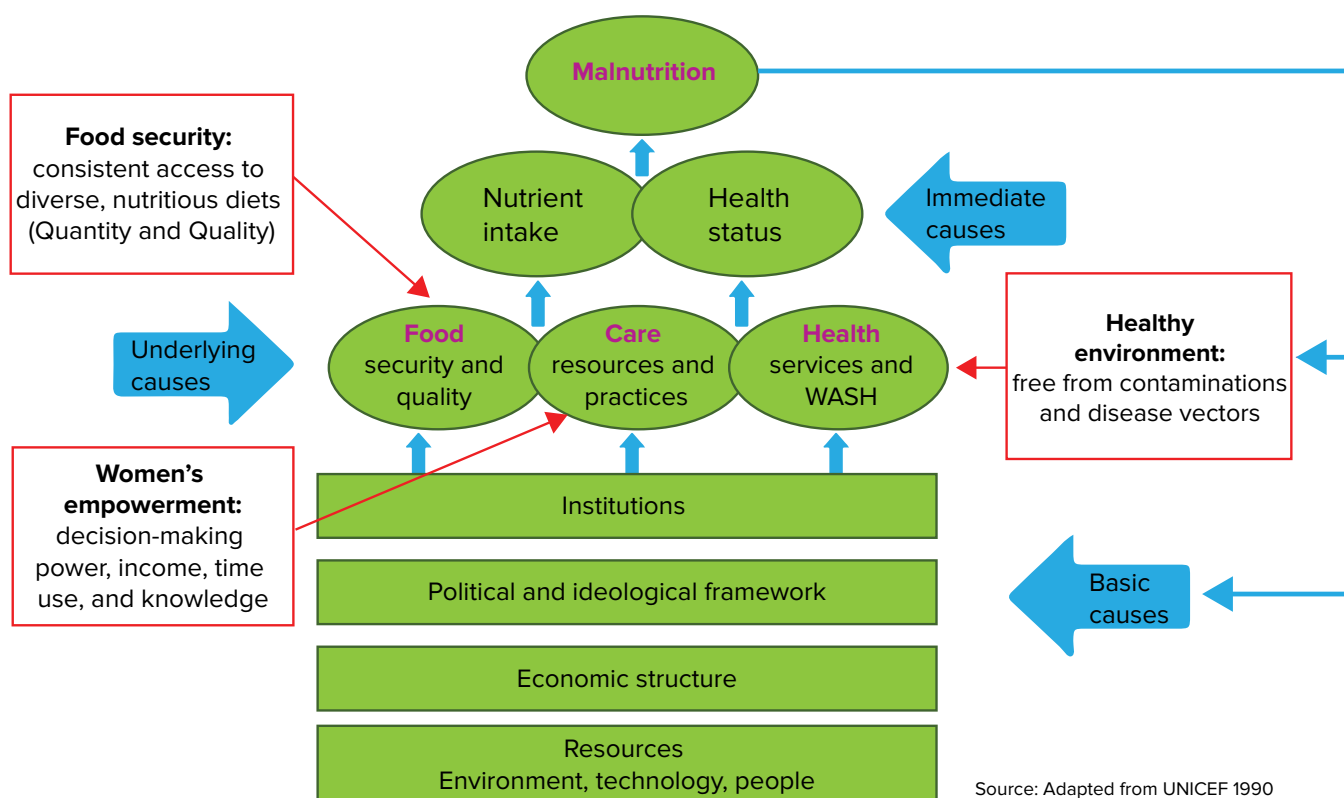 Malnutrition
Food security:
consistent access to
diverse, nutritious diets
(Quantity and Quality)
Nutrient
intake
Health
status
Immediate
causes
Underlying
causes
Food
security and
quality
Care
resources and
practices
Health
services and
WASH
Healthy
environment:
free from contaminations
and disease vectors
Women's
empowerment:
decision-making
power, income, time
use, and knowledge
Institutions
Political and ideological framework
Basic
causes
Economic structure
Resources
Environment, technology, people
Source: Adapted from UNICEF 1990